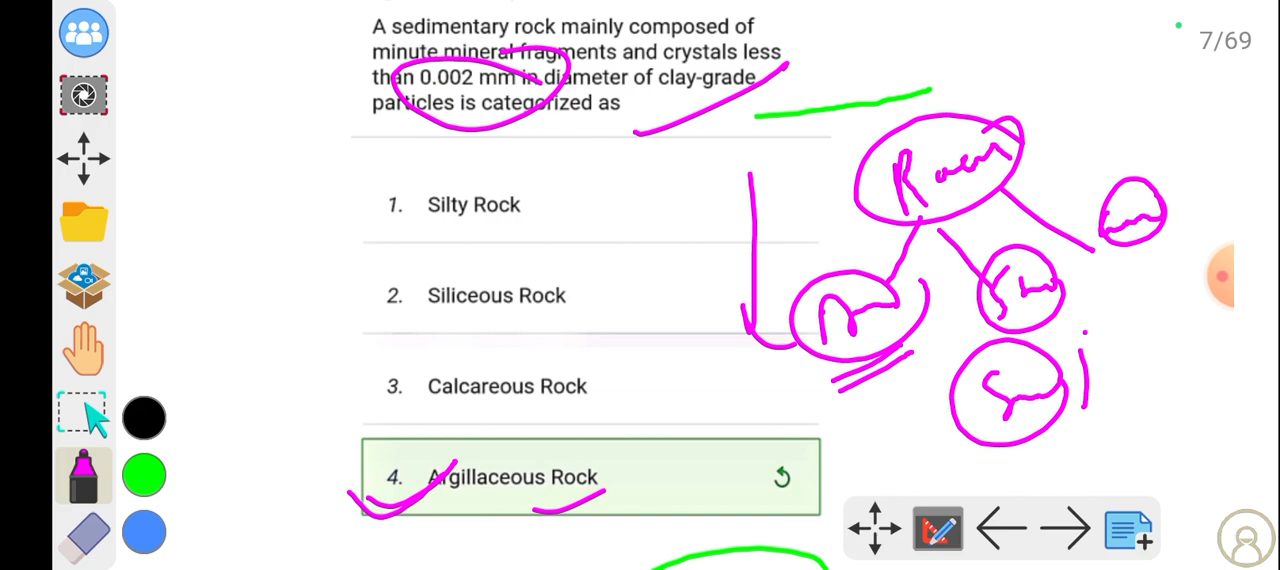 A sedimentary rock mainly composed of
minute mineral fragments and crystals less
than 0.002 mm in diameter of clay-grade
particles is categorized as
7/69
1. Silty Rock
2. Siliceous Rock
3. Calcareous Rock
4. Argillaceous Rock